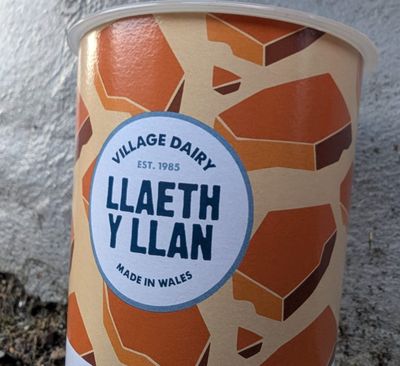 VILLAGE DAIRY
EST. 1985
LLAETH
Y LLAN
MADE IN WALES